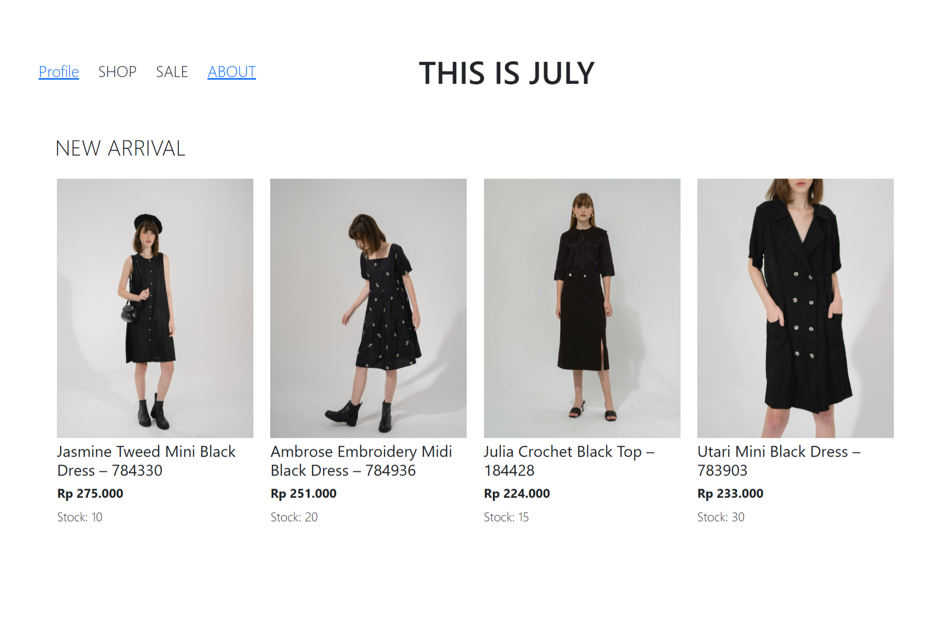 Profile SHOP SALE ABOUT THIS IS JULY
NEW ARRIVAL
Jasmine Tweed Mini Black
Dress – 784330
Rp 275.000
Stock: 10
Ambrose Embroidery Midi
Black Dress – 784936
Rp 251.000
Stock: 20
Julia Crochet Black Top –
184428
Rp 224.000
Stock: 15
Utari Mini Black Dress –
783903
Rp 233.000
Stock: 30